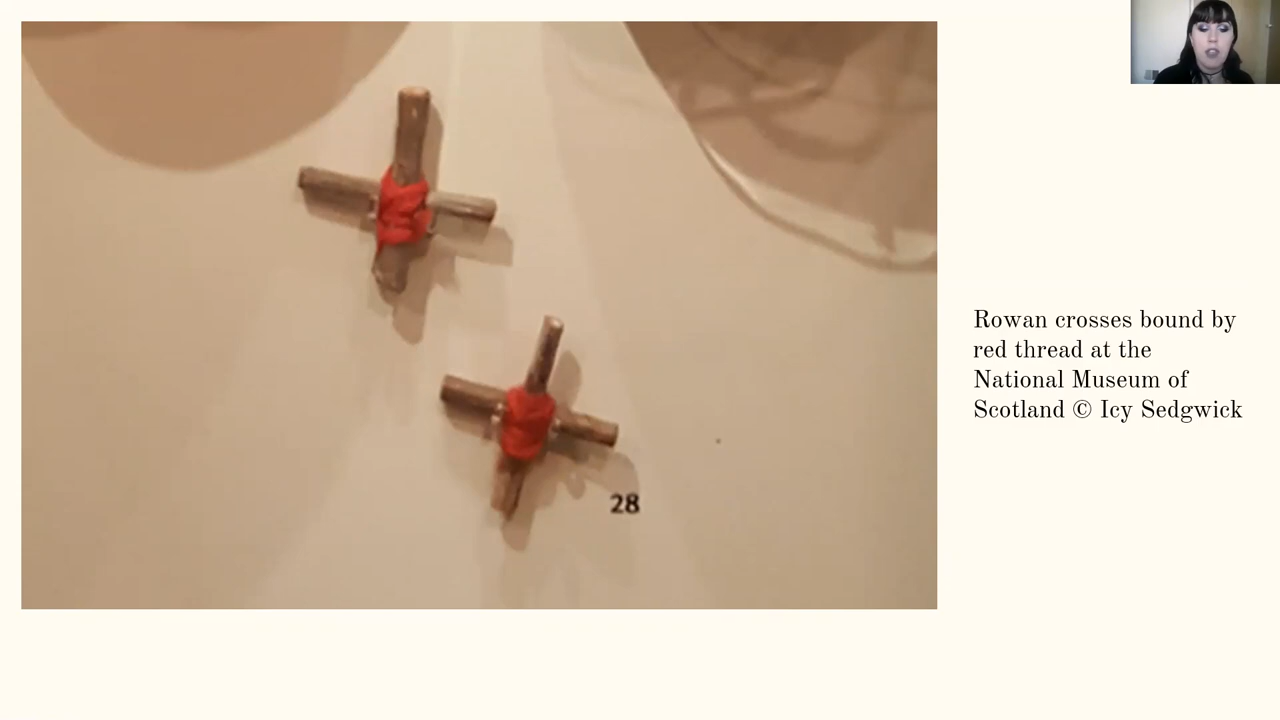 Rowan crosses bound by
red thread at the
National Museum of
Scotland © Icy Sedgwick
28